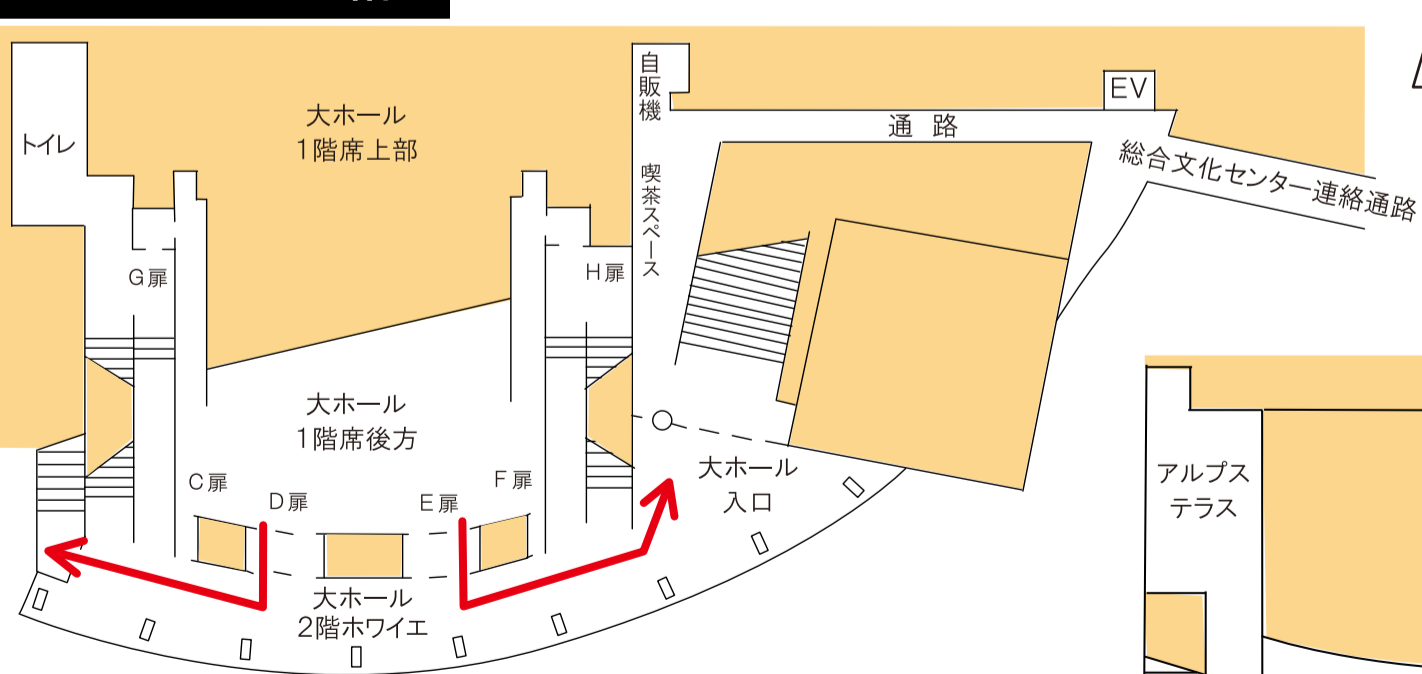 自販機
EV
大ホール
1階席上部
通 路
トイレ
総合文化センター連絡通路
喫茶スペース
G扉
H扉
大ホール
1階席後方
大ホール
入口
アルプス
テラス
C扉
D扉
E扉
F扉
大ホール
2階ホワイエ